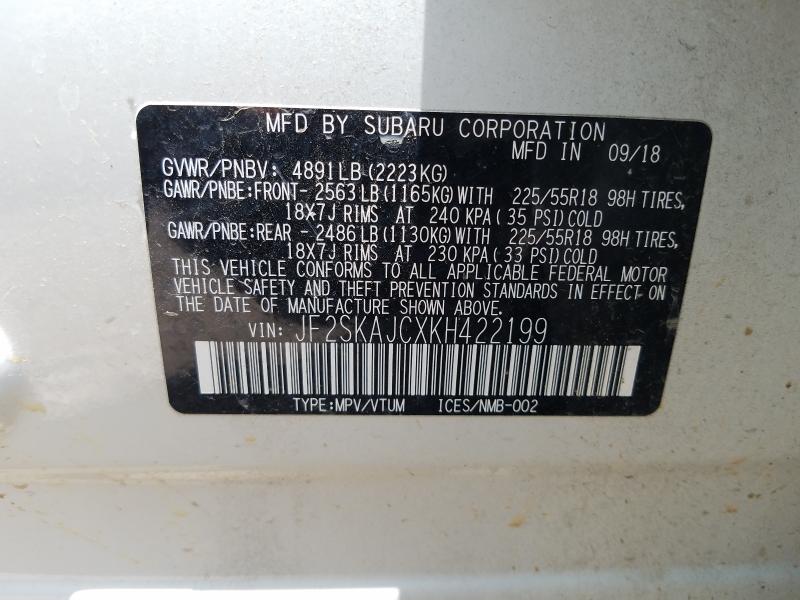 MFD BY SUBARU CORPORATION
MFD IN 09/18
GVWR/PNBV: 4891LB (2223KG)
GAWR/PNBE:FRONT- 2563LB(1165KG)WITH 225/55R18 98H TIRES,
18X7J RIMS AT 240 KPA( 35 PSI)COLD
GAWR/PNBE:REAR - 2486LB(1130KG)WITH 225/55R18 98H TIRES,
18X7J RIMS AT 230 KPA( 33 PSI)COLD
THIS VEHICLE CONFORMS TO ALL APPLICABLE FEDERAL MOTOR
VEHICLE SAFETY AND THEFT PREVENTION STANDARDS IN EFFECT ON
THE DATE OF MANUFACTURE SHOWN ABOVE.
VIN: JF2SKAJCXKH422199
TYPE:MPV/VTUM ICES/NMB-002